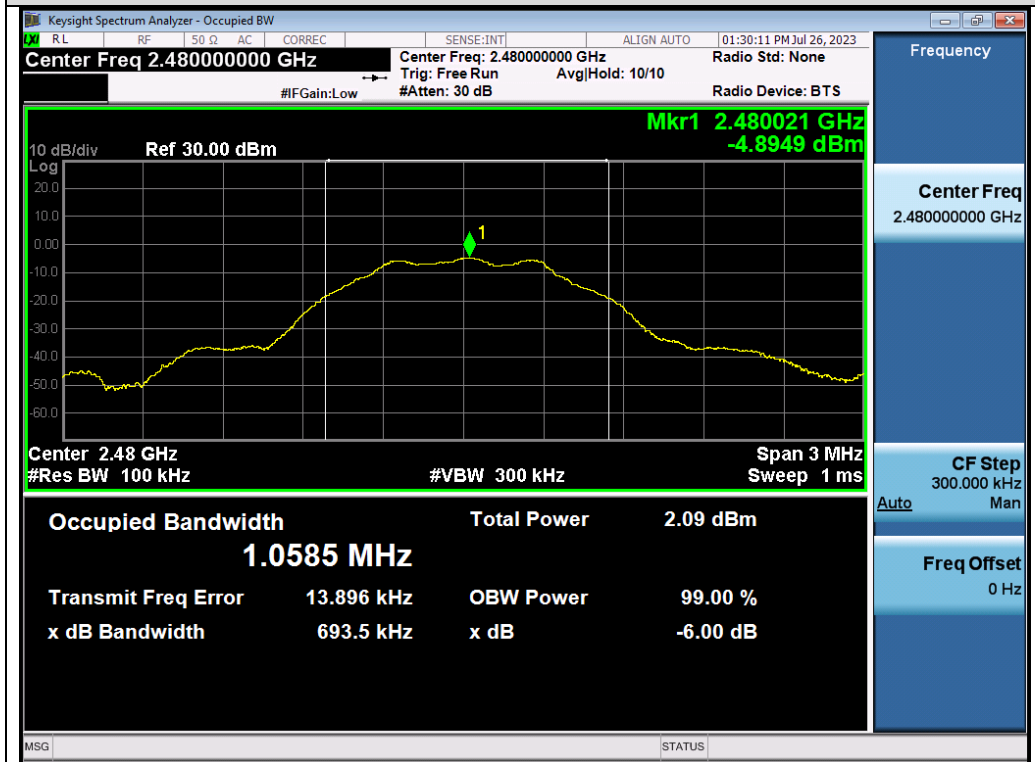 Keysight Spectrum Analyzer - Occupied BW
LXI RL RF 50 Ω AC CORREC SENSE:INT ALIGN AUTO 01:30:11 PM Jul 26, 2023
Center Freq 2.480000000 GHz
#IFGain:Low
Center Freq: 2.480000000 GHz
Trig: Free Run Avg|Hold: 10/10
#Atten: 30 dB
Radio Std: None
Radio Device: BTS
Mkr1 2.480021 GHz
-4.8949 dBm
10 dB/div Ref 30.00 dBm
Log
20.0
10.0
0.00
-10.0
-20.0
-30.0
-40.0
-50.0
-60.0
1
Center 2.48 GHz Span 3 MHz
#Res BW 100 kHz #VBW 300 kHz Sweep 1 ms
Occupied Bandwidth Total Power 2.09 dBm
1.0585 MHz
Transmit Freq Error 13.896 kHz OBW Power 99.00 %
x dB Bandwidth 693.5 kHz x dB -6.00 dB
MSG STATUS
Frequency
Center Freq
2.480000000 GHz
CF Step
300.000 kHz
Auto Man
Freq Offset
0 Hz